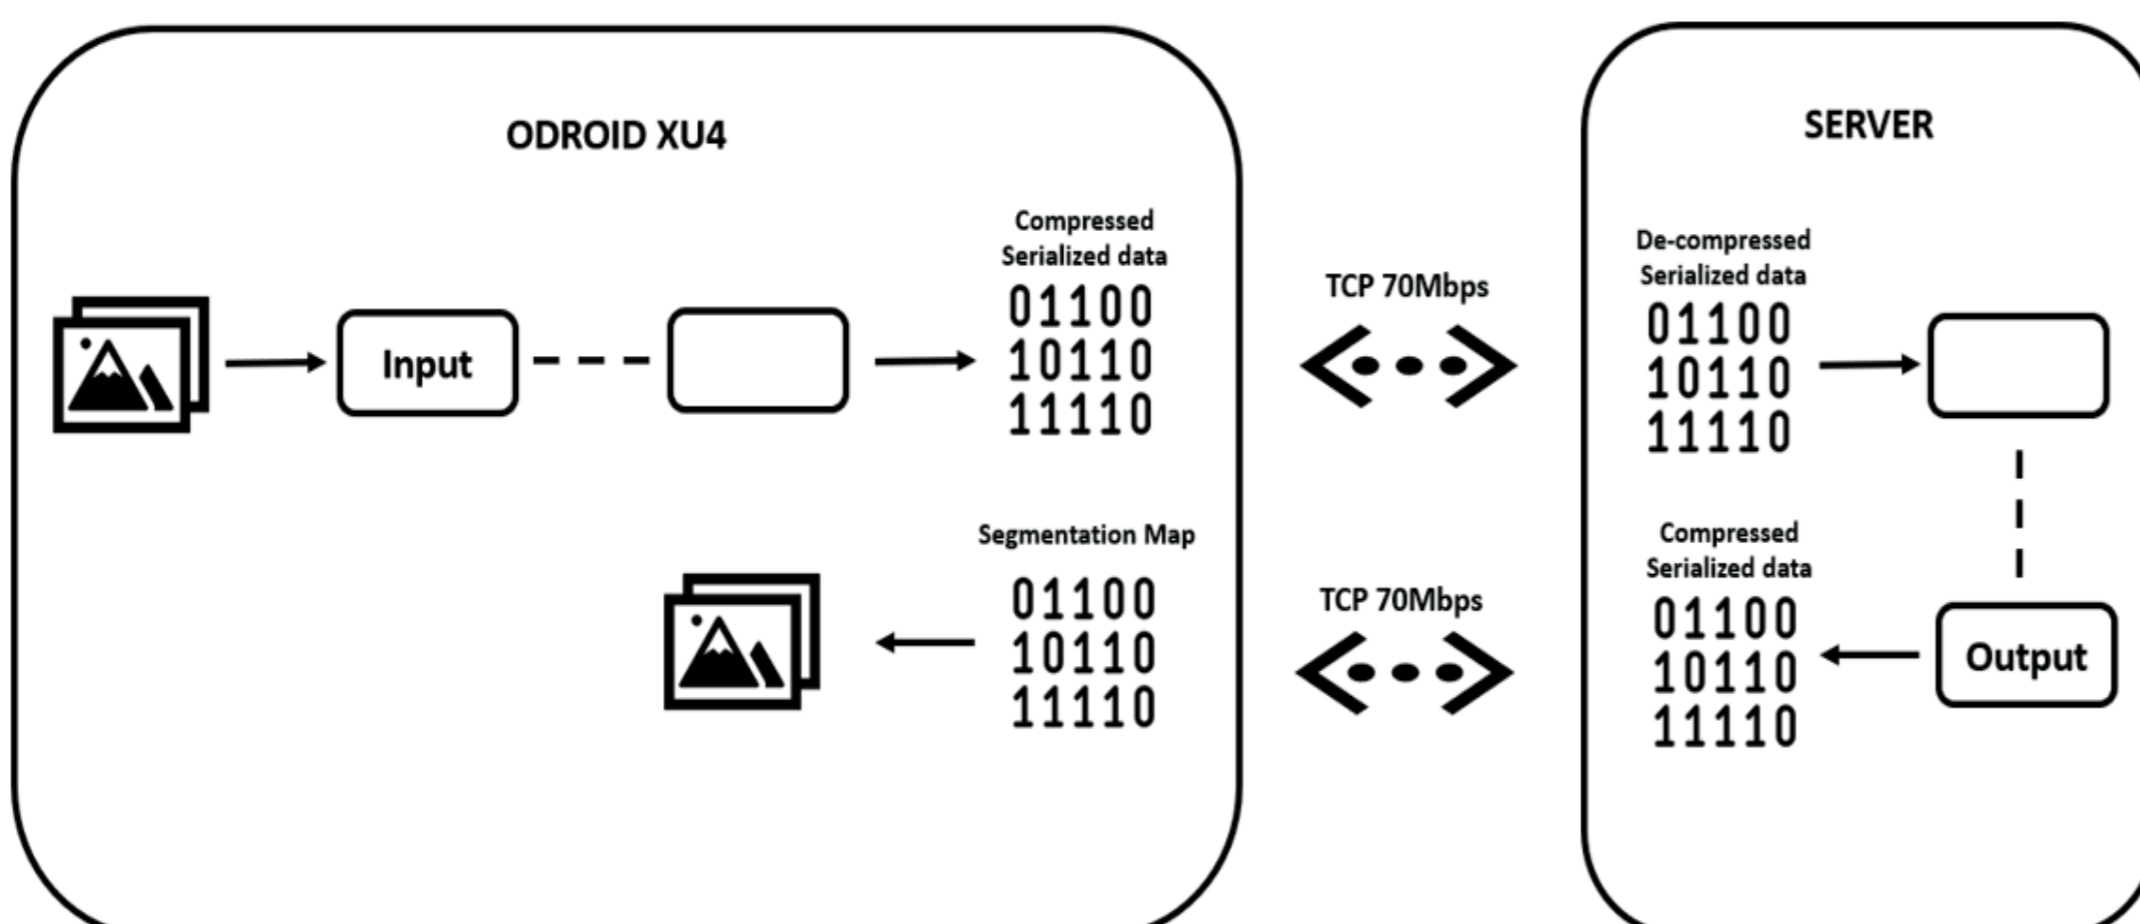 ODROID XU4
Input
Compressed
Serialized data
01100
10110
11110
TCP 70Mbps
SERVER
De-compressed
Serialized data
01100
10110
11110
Segmentation Map
01100
10110
11110
TCP 70Mbps
Compressed
Serialized data
01100
10110
11110
Output